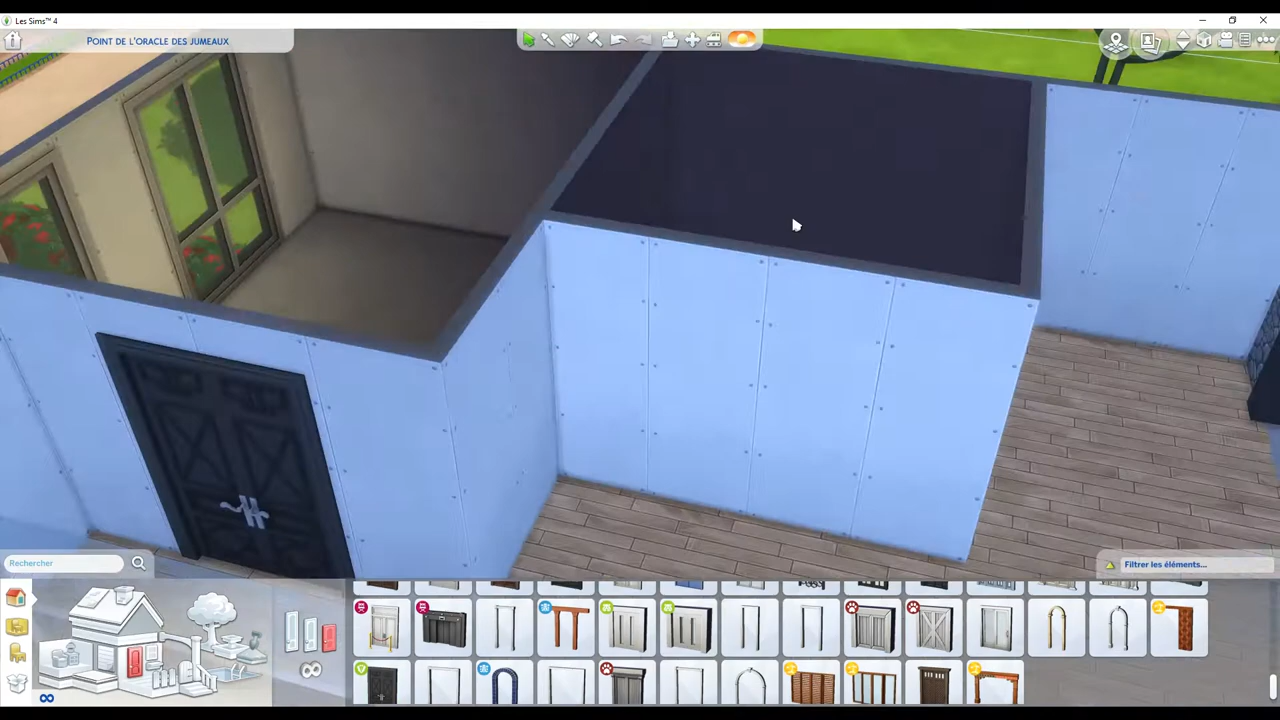 Les Sims™ 4
POINT DE L'ORACLE DES JUMEAUX
Rechercher
Filtrer les éléments...